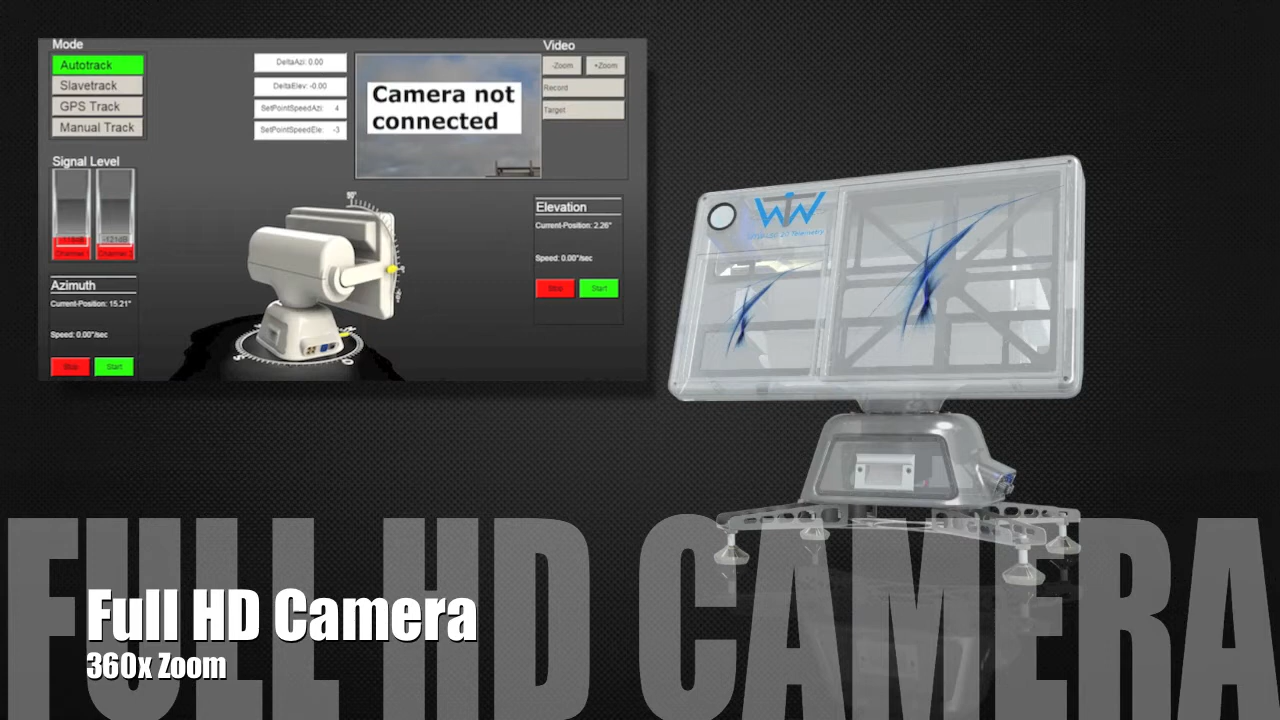 Mode
Autotrack
Slavetrack
GPS Track
Manual Track
DeltaAzi: 0.00
DeltaElev: -0.00
SetPointSpeedAzi: 4
SetPointSpeedEle: -3
Camera not
connected
Video
-Zoom
+Zoom
Record
Target
Signal Level
Channel
Channel 2
Azimuth
Current-Position: 15.21°
Speed: 0.00°/sec
Stop
Start
Elevation
Current-Position: 2.26°
Speed: 0.00°/sec
Stop
Start
FULL HD CAMERA
Full HD Camera
360x Zoom